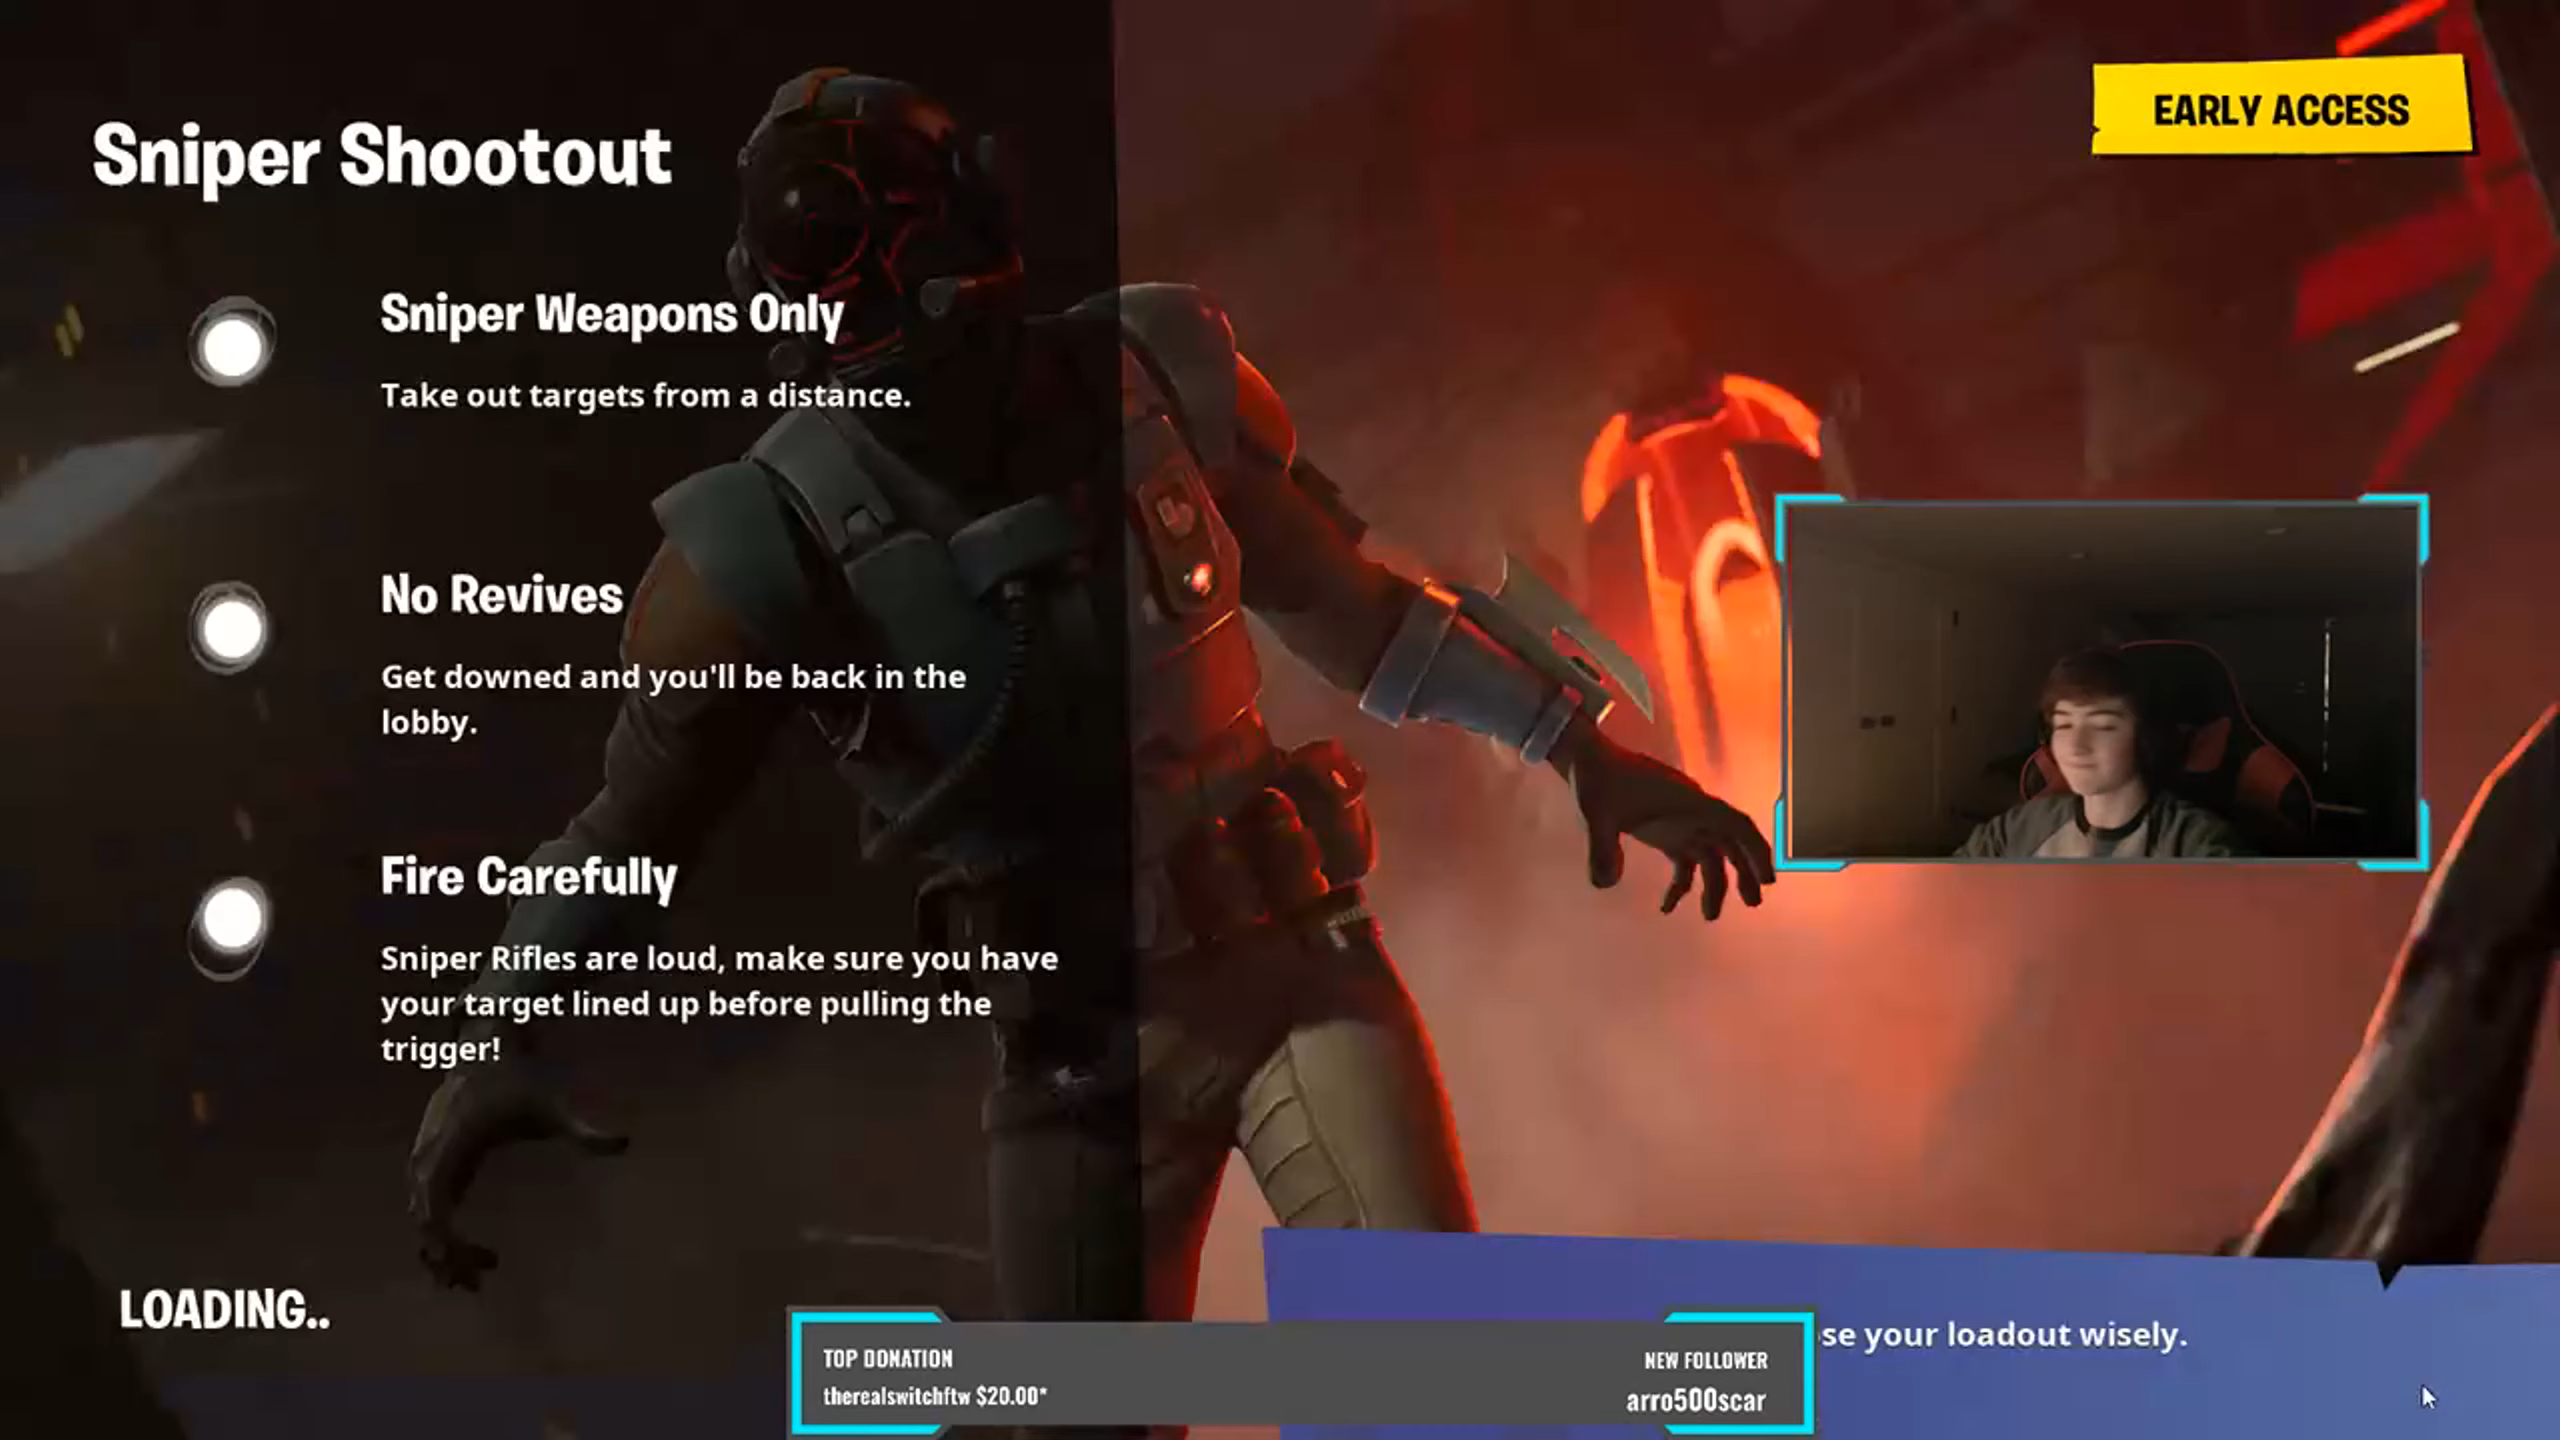 Sniper Shootout
EARLY ACCESS
Sniper Weapons Only
Take out targets from a distance.
No Revives
Get downed and you'll be back in the
lobby.
Fire Carefully
Sniper Rifles are loud, make sure you have
your target lined up before pulling the
trigger!
LOADING..
se your loadout wisely.
TOP DONATION
therealswitchftw $20.00*
NEW FOLLOWER
arro500scar